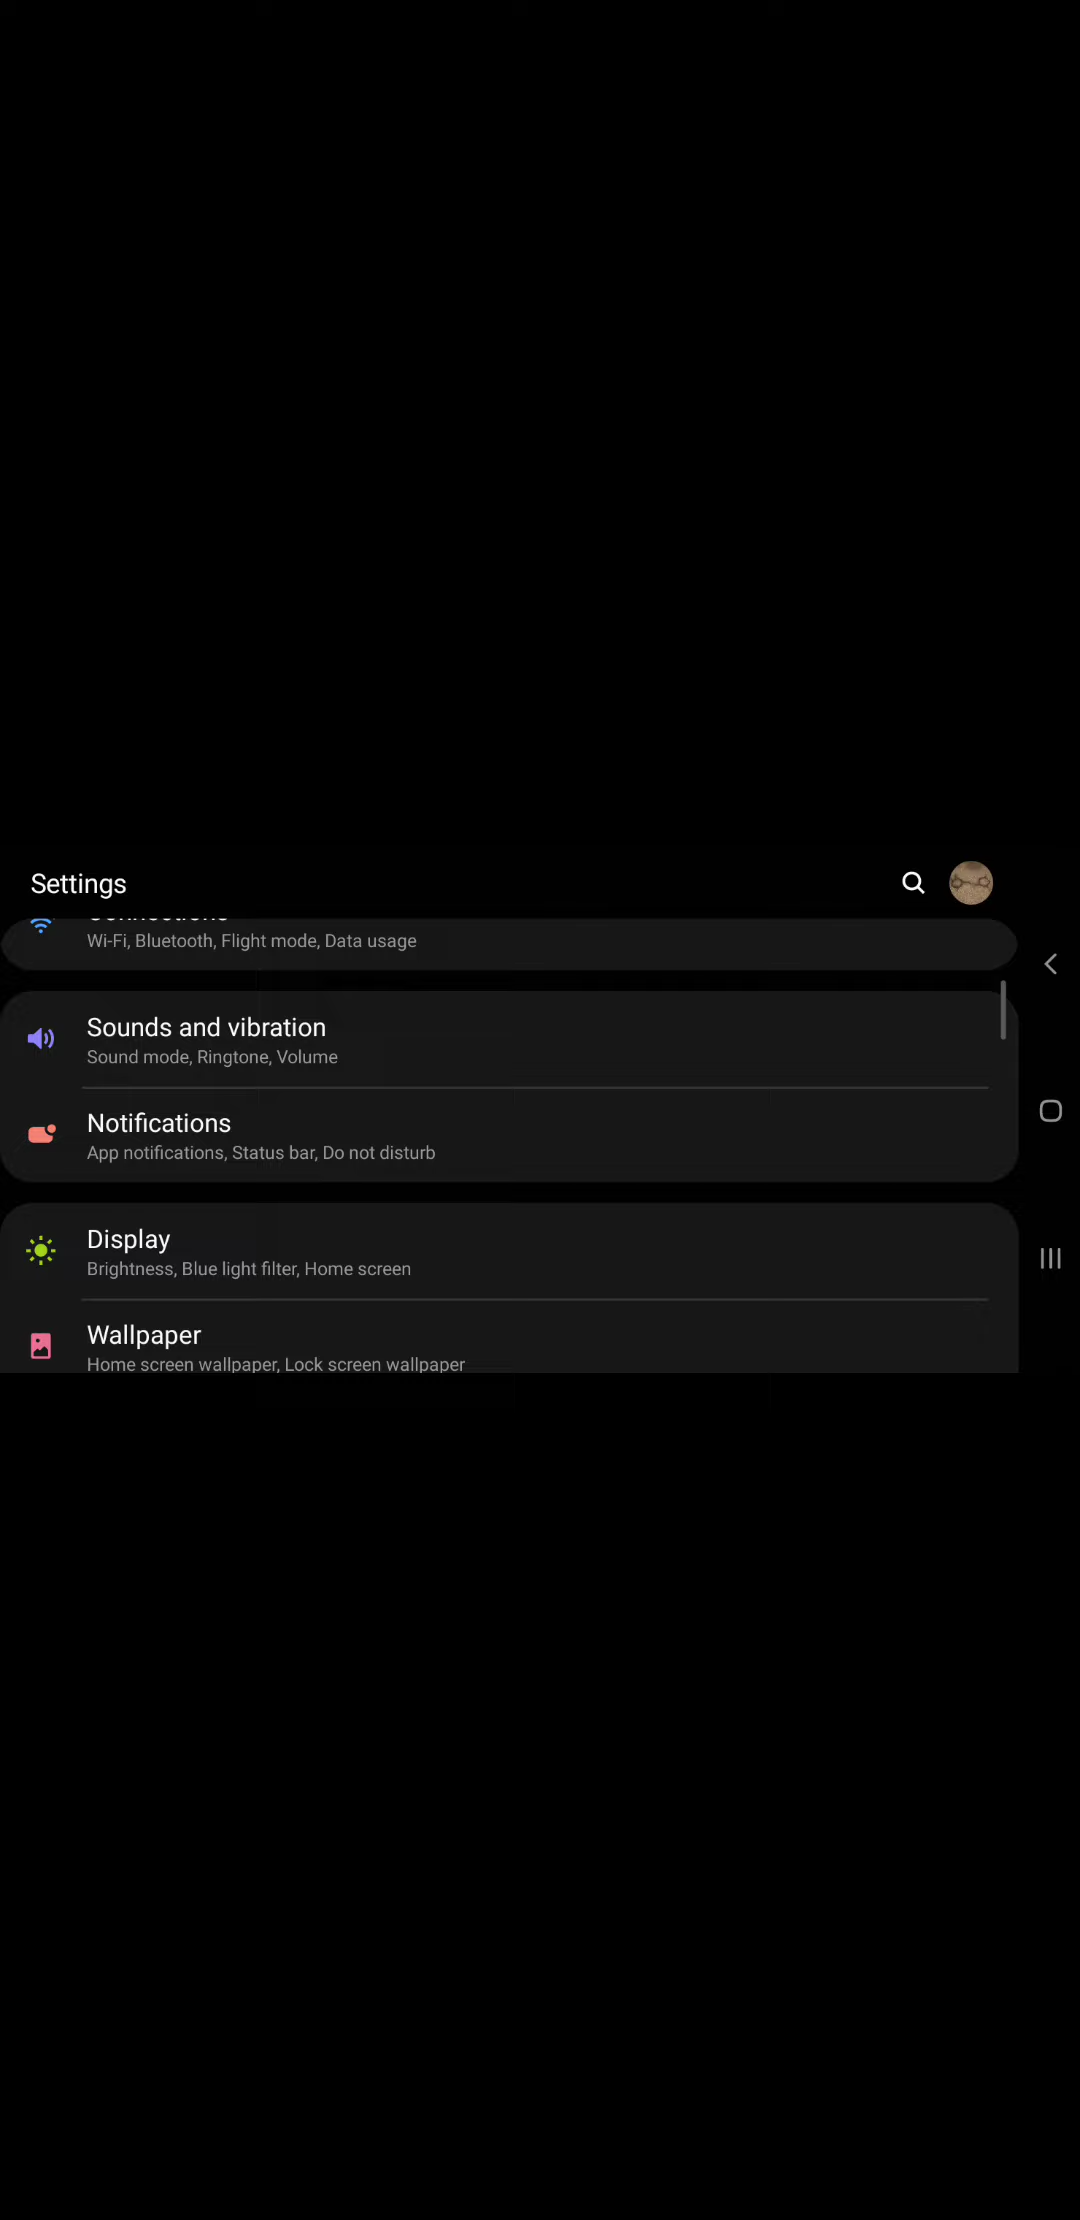 Settings
Connections
Wi-Fi, Bluetooth, Flight mode, Data usage
Sounds and vibration
Sound mode, Ringtone, Volume
Notifications
App notifications, Status bar, Do not disturb
Display
Brightness, Blue light filter, Home screen
Wallpaper
Home screen wallpaper, Lock screen wallpaper